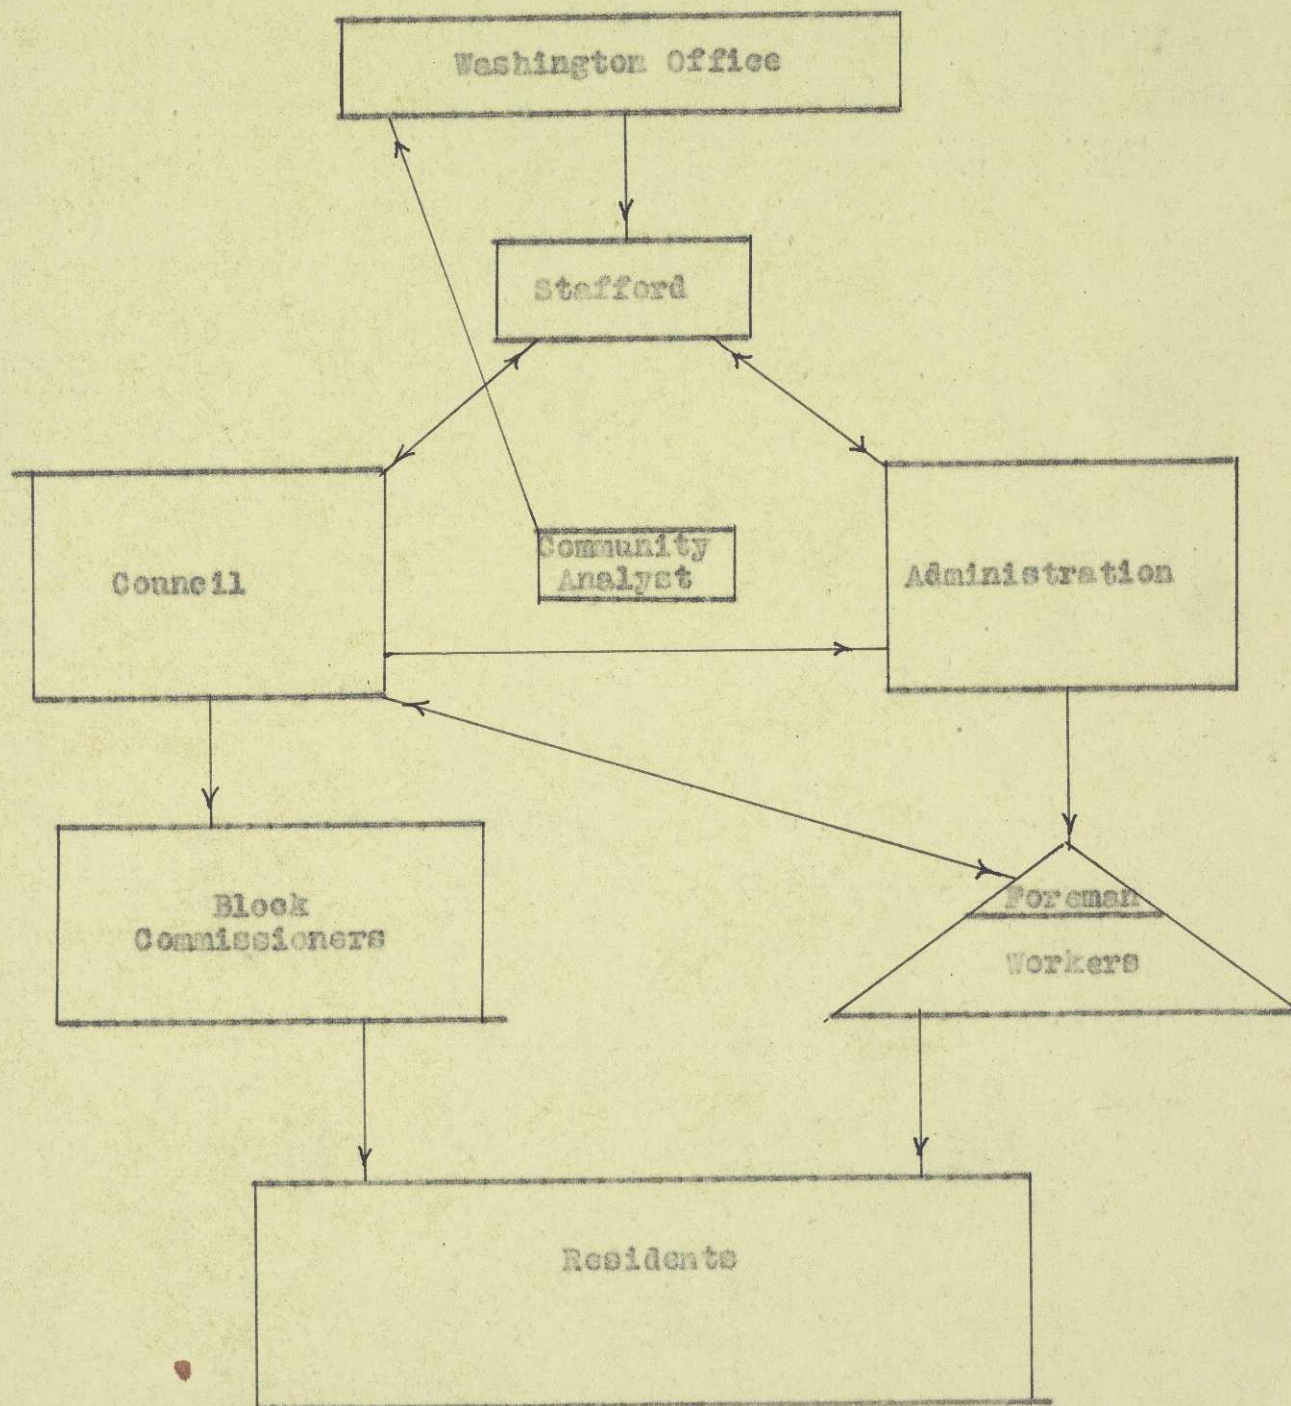 Washington Office
Stafford
Community
Analyst
Council
Administration
Block
Commissioners
Foreman
Workers
Residents